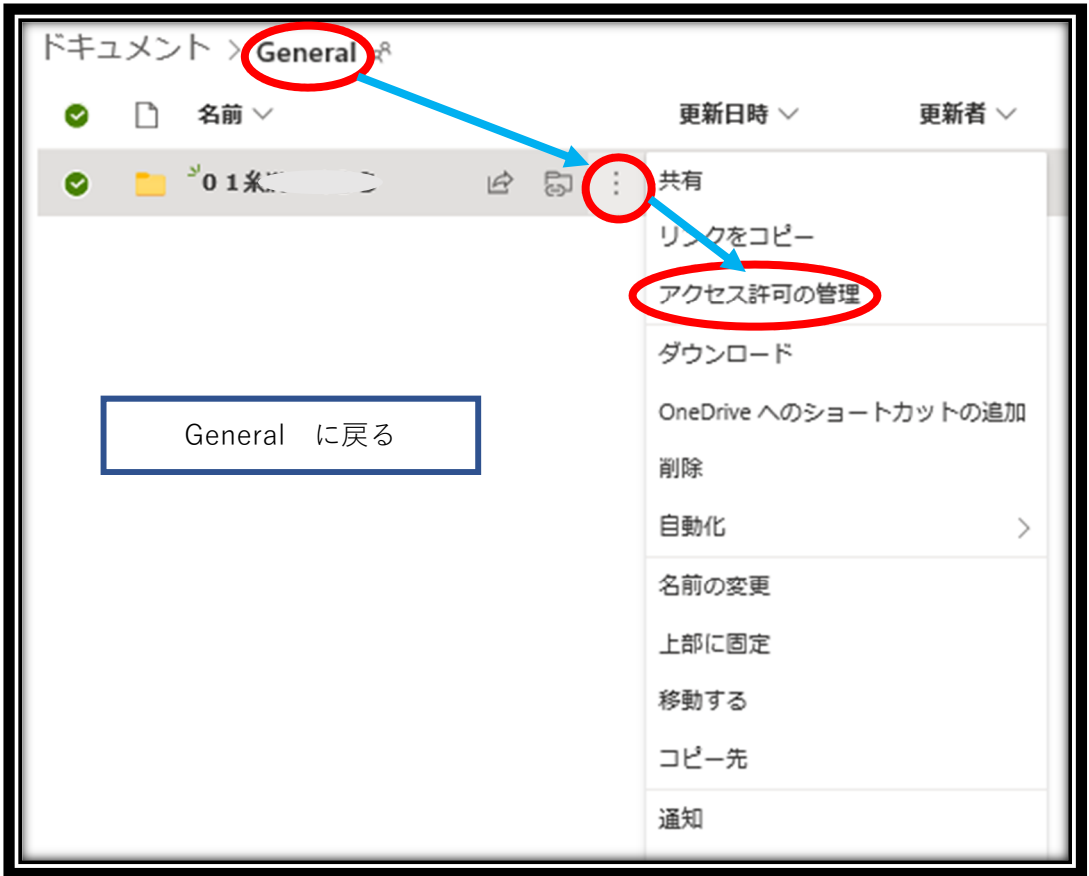 ドキュメント > General
名前 更新日時 更新者
０１糸
共有
リンクをコピー
アクセス許可の管理
ダウンロード
General　に戻る
OneDrive へのショートカットの追加
削除
自動化
名前の変更
上部に固定
移動する
コピー先
通知